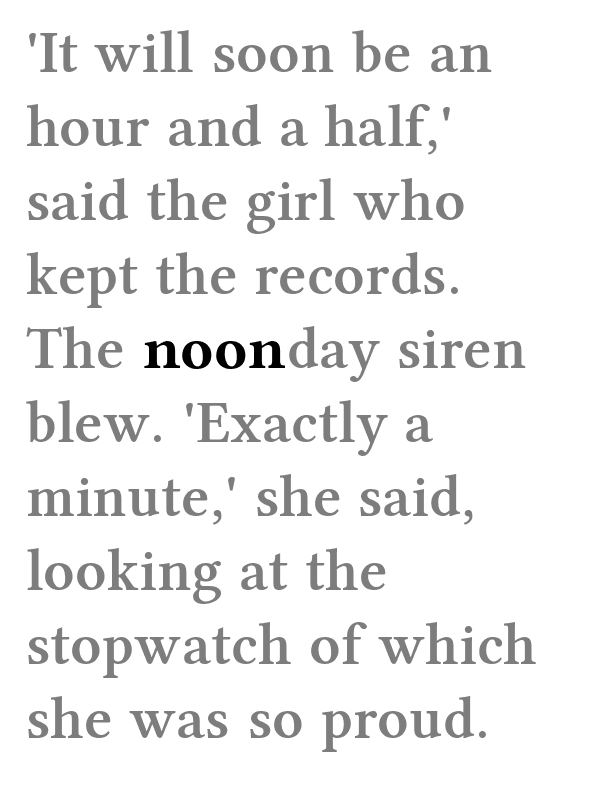 'It will soon be an
hour and a half,'
said the girl who
kept the records.
The noonday siren
blew. 'Exactly a
minute,' she said,
looking at the
stopwatch of which
she was so proud.